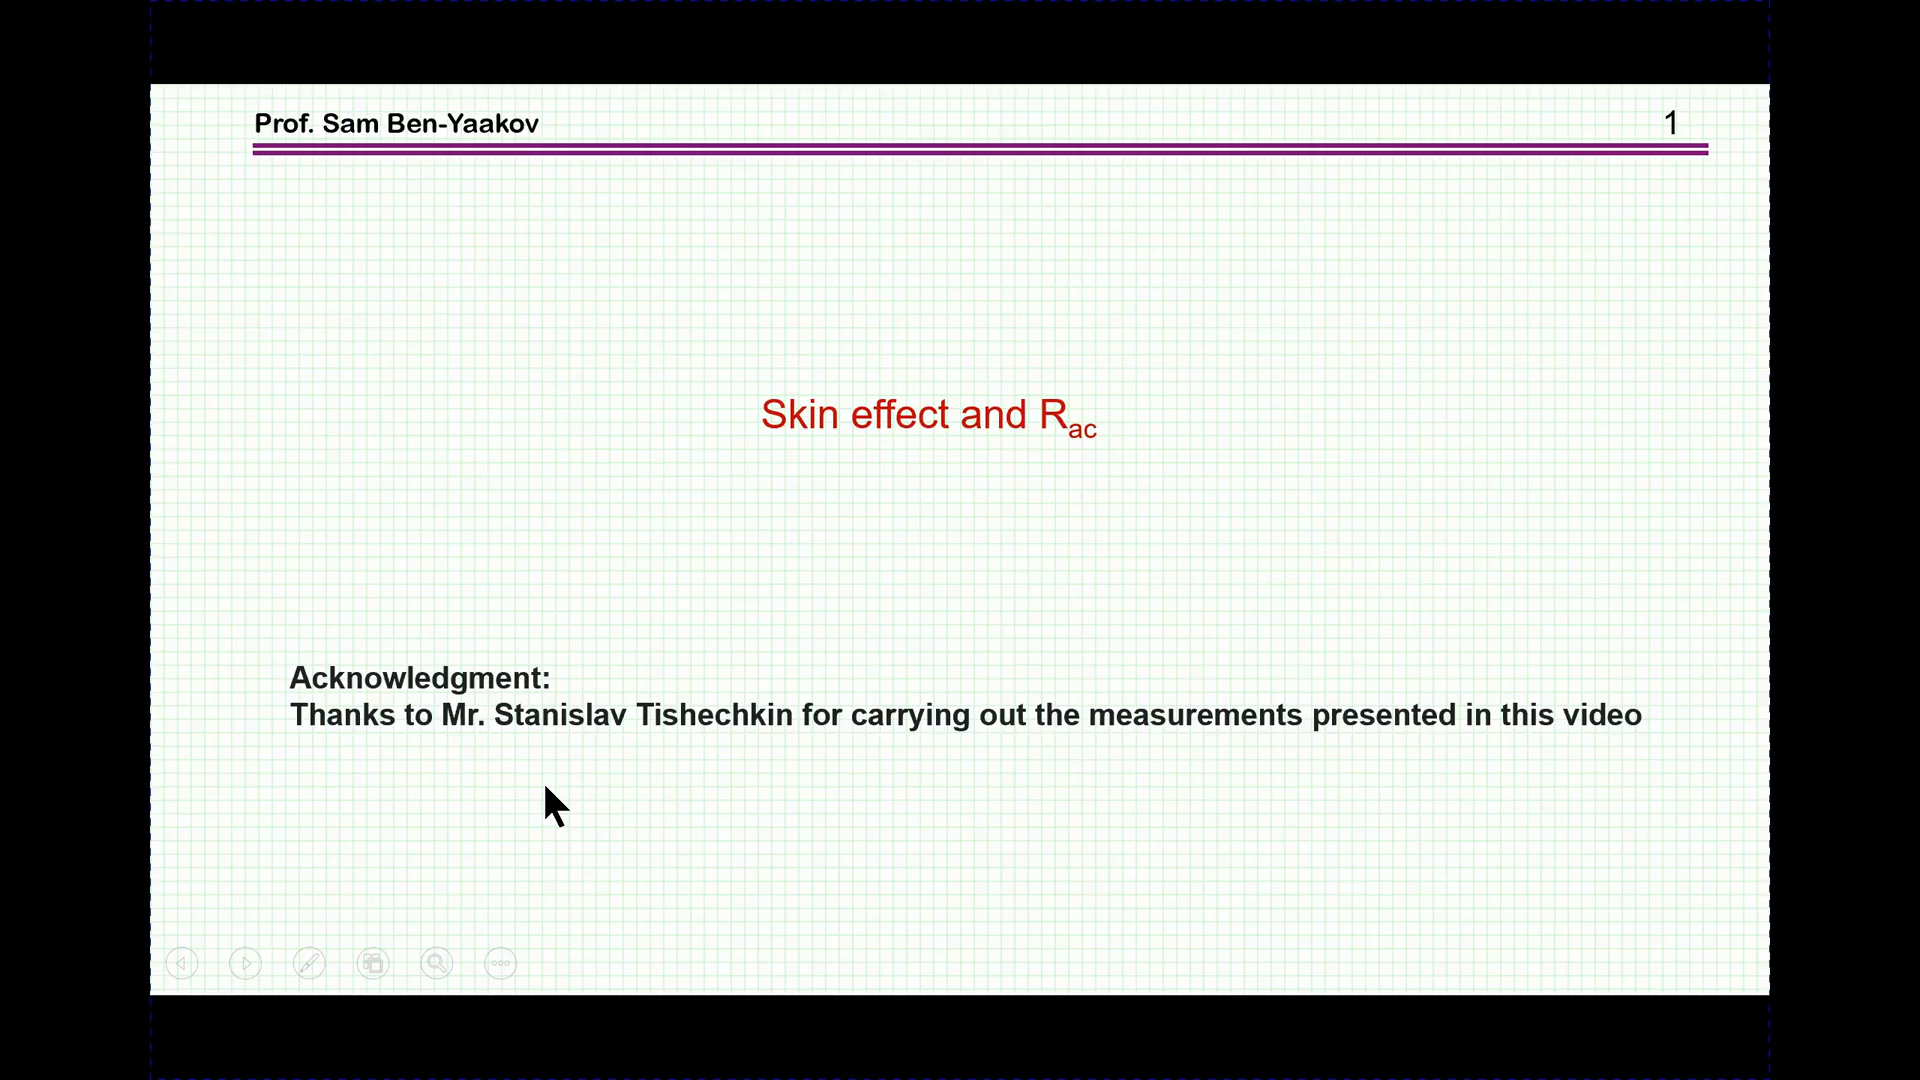 Prof. Sam Ben-Yaakov
1
Skin effect and Rac
Acknowledgment:
Thanks to Mr. Stanislav Tishechkin for carrying out the measurements presented in this video